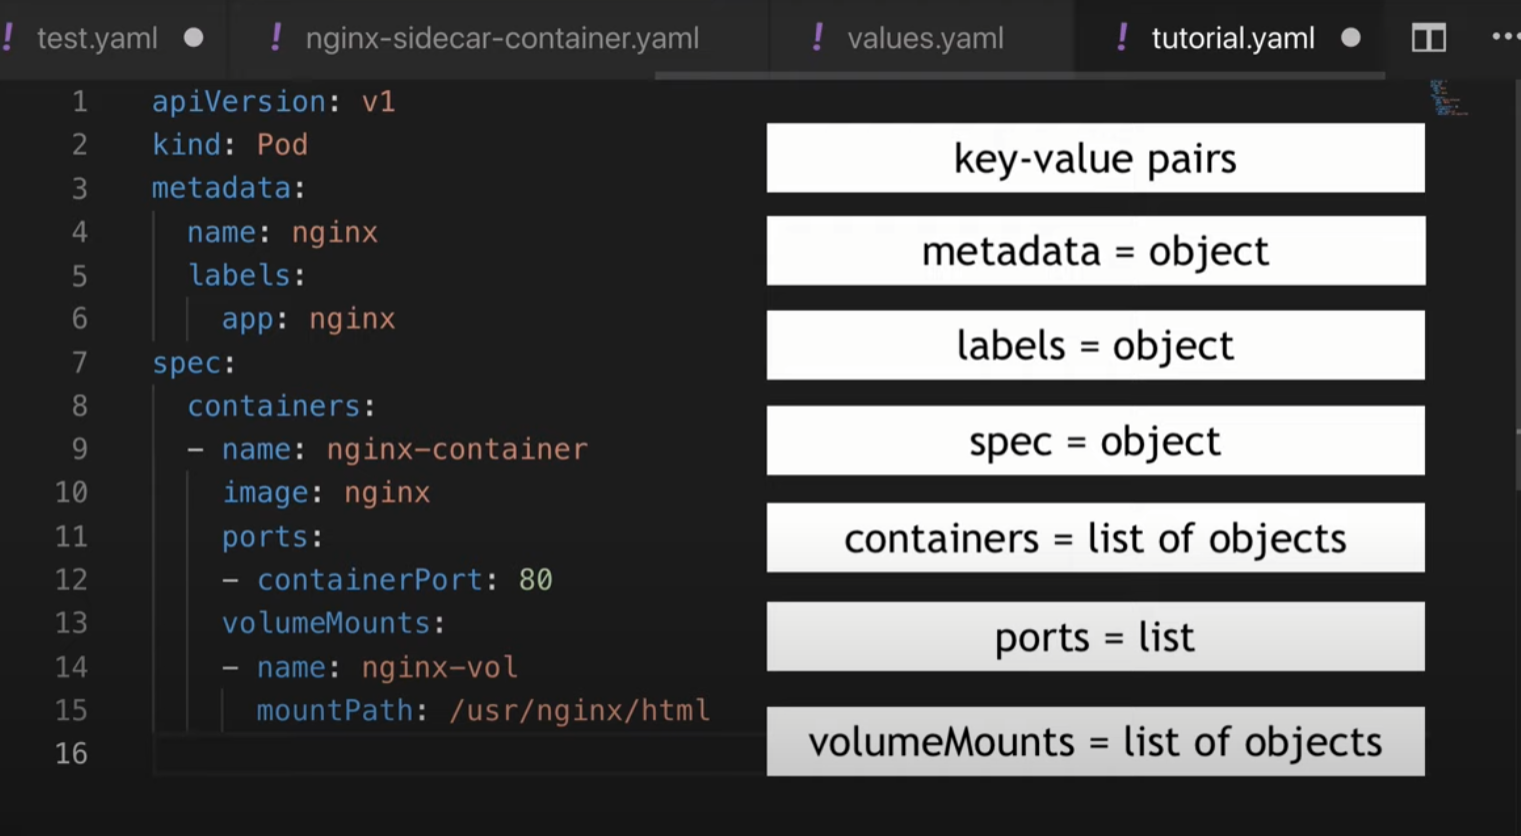 ! test.yaml ● ! nginx-sidecar-container.yaml ! values.yaml ! tutorial.yaml ● ...
1 apiVersion: v1
2 kind: Pod
3 metadata:
4   name: nginx
5   labels:
6     app: nginx
7 spec:
8   containers:
9   - name: nginx-container
10     image: nginx
11     ports:
12     - containerPort: 80
13     volumeMounts:
14     - name: nginx-vol
15       mountPath: /usr/nginx/html
16
key-value pairs
metadata = object
labels = object
spec = object
containers = list of objects
ports = list
volumeMounts = list of objects